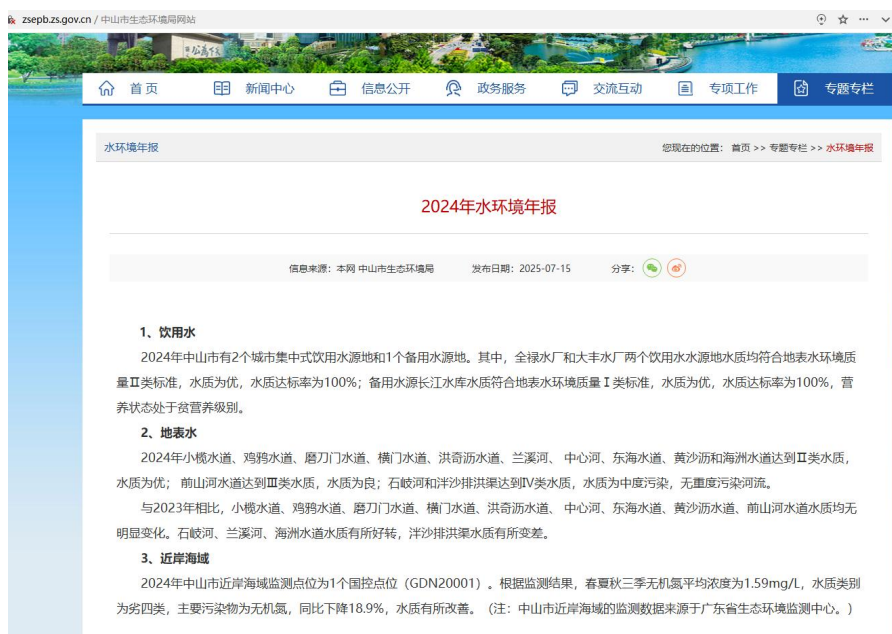 zsepb.zs.gov.cn / 中山市生态环境局网站
首页 新闻中心 信息公开 政务服务 交流互动 专项工作 专题专栏
水环境年报 您现在的位置: 首页 >> 专题专栏 >> 水环境年报
2024年水环境年报
信息来源:本网 中山市生态环境局 发布日期:2025-07-15 分享:
1、饮用水
2024年中山市有2个城市集中式饮用水源地和1个备用水源地。其中,全禄水厂和大丰水厂两个饮用水水源地水质均符合地表水环境质
量Ⅱ类标准,水质为优,水质达标率为100%;备用水源长江水库水质符合地表水环境质量Ⅰ类标准,水质为优,水质达标率为100%,营
养状态处于贫营养级别。
2、地表水
2024年小榄水道、鸡鸦水道、磨刀门水道、横门水道、洪奇沥水道、兰溪河、 中心河、东海水道、黄沙沥和海洲水道达到Ⅱ类水质,
水质为优; 前山河水道达到Ⅲ类水质,水质为良;石岐河和泮沙排洪渠达到Ⅳ类水质,水质为中度污染,无重度污染河流。
与2023年相比,小榄水道、鸡鸦水道、磨刀门水道、横门水道、洪奇沥水道、 中心河、东海水道、黄沙沥水道、前山河水道水质均无
明显变化。石岐河、兰溪河、海洲水道水质有所好转,泮沙排洪渠水质有所变差。
3、近岸海域
2024年中山市近岸海域监测点位为1个国控点位(GDN20001)。根据监测结果,春夏秋三季无机氮平均浓度为1.59mg/L,水质类别
为劣四类,主要污染物为无机氮,同比下降18.9%,水质有所改善。(注:中山市近岸海域的监测数据来源于广东省生态环境监测中心。)